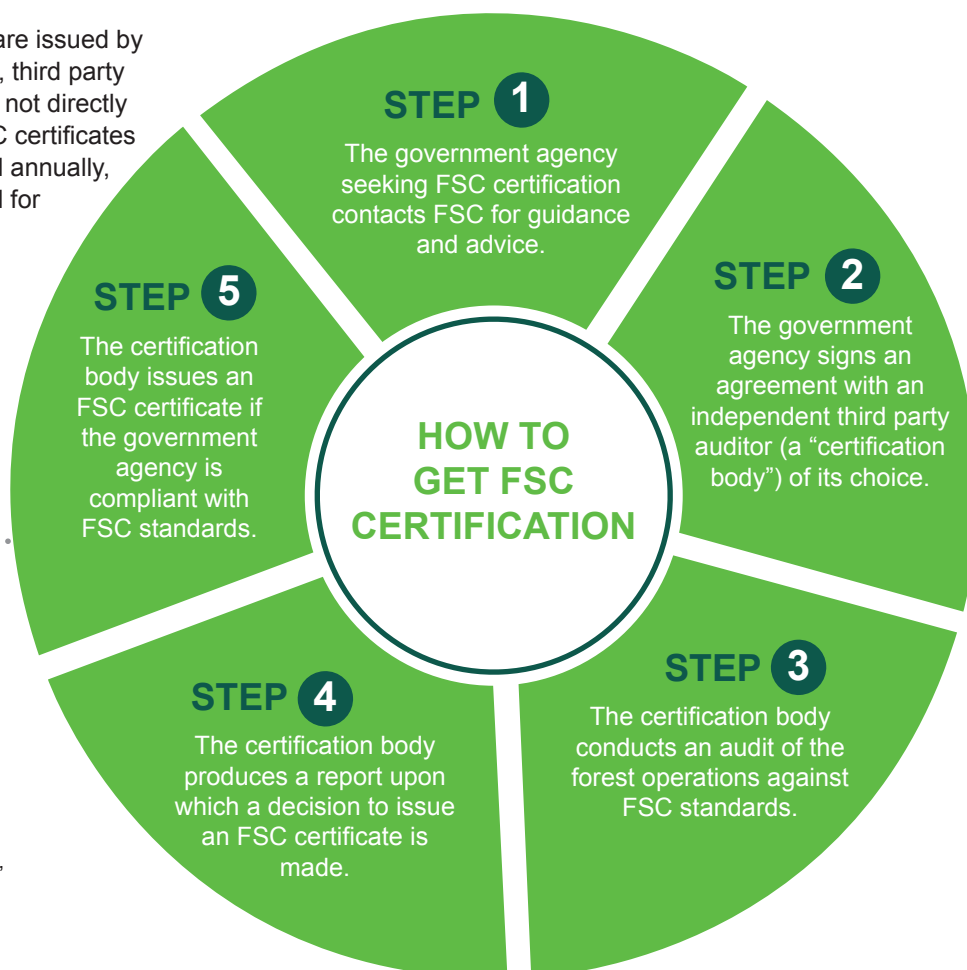 are issued by
, third party
not directly
C certificates
d annually,
d for
STEP 1
The government agency
seeking FSC certification
contacts FSC for guidance
and advice.
STEP 2
The government
agency signs an
agreement with an
independent third party
auditor (a “certification
body”) of its choice.
STEP 3
The certification body
conducts an audit of the
forest operations against
FSC standards.
STEP 4
The certification body
produces a report upon
which a decision to issue
an FSC certificate is
made.
STEP 5
The certification
body issues an
FSC certificate if
the government
agency is
compliant with
FSC standards.
HOW TO
GET FSC
CERTIFICATION
,